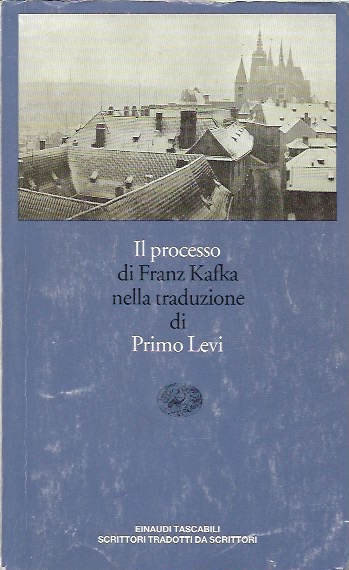 Il processo
di Franz Kafka
nella traduzione
di
Primo Levi
EINAUDI TASCABILI
SCRITTORI TRADOTTI DA SCRITTORI